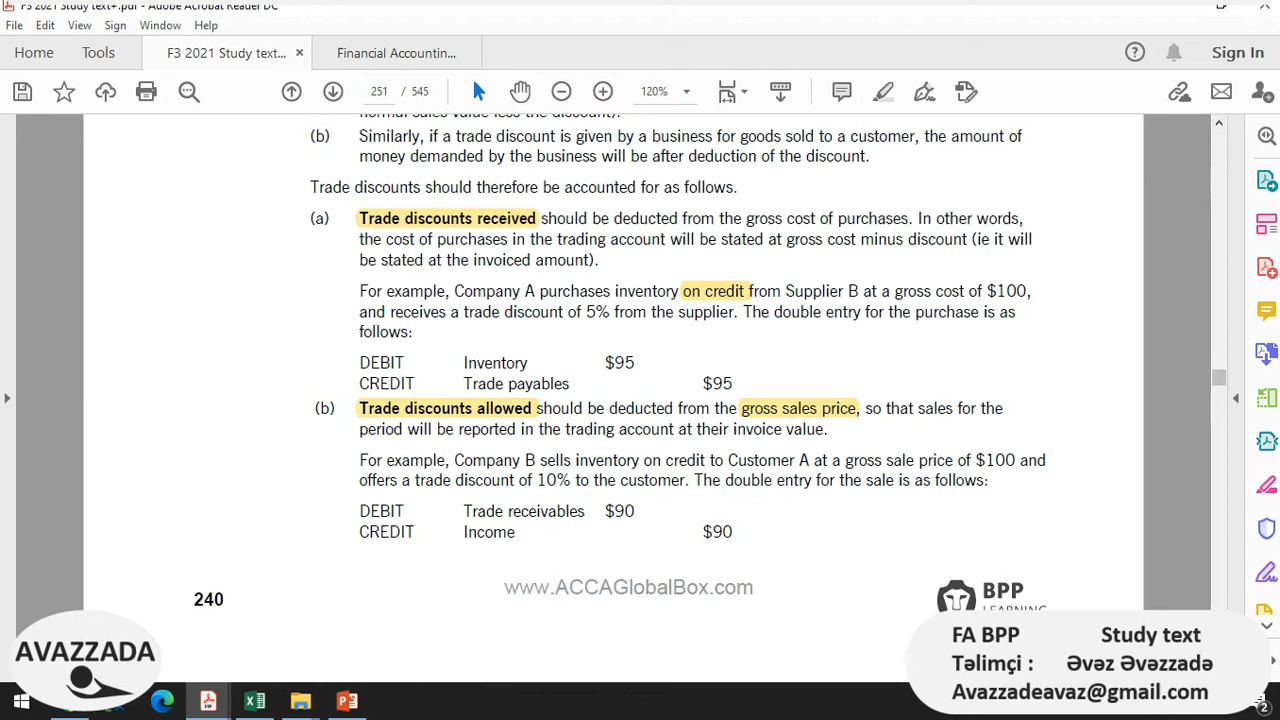 F3 2021 Study text+.pdf - Adobe Acrobat Reader DC
File Edit View Sign Window Help
Home Tools F3 2021 Study text... × Financial Accountin... Sign In
251 / 545 120%
normal sales value less the discount).
(b) Similarly, if a trade discount is given by a business for goods sold to a customer, the amount of
money demanded by the business will be after deduction of the discount.
Trade discounts should therefore be accounted for as follows.
(a) Trade discounts received should be deducted from the gross cost of purchases. In other words,
the cost of purchases in the trading account will be stated at gross cost minus discount (ie it will
be stated at the invoiced amount).
For example, Company A purchases inventory on credit from Supplier B at a gross cost of $100,
and receives a trade discount of 5% from the supplier. The double entry for the purchase is as
follows:
DEBIT Inventory $95
CREDIT Trade payables $95
(b) Trade discounts allowed should be deducted from the gross sales price, so that sales for the
period will be reported in the trading account at their invoice value.
For example, Company B sells inventory on credit to Customer A at a gross sale price of $100 and
offers a trade discount of 10% to the customer. The double entry for the sale is as follows:
DEBIT Trade receivables $90
CREDIT Income $90
www.ACCAGlobalBox.com
240
BPP
LEARNING
AVAZZADA
FA BPP Study text
Təlimçi : Əvəz Əvəzzadə
Avazzadeavaz@gmail.com
2